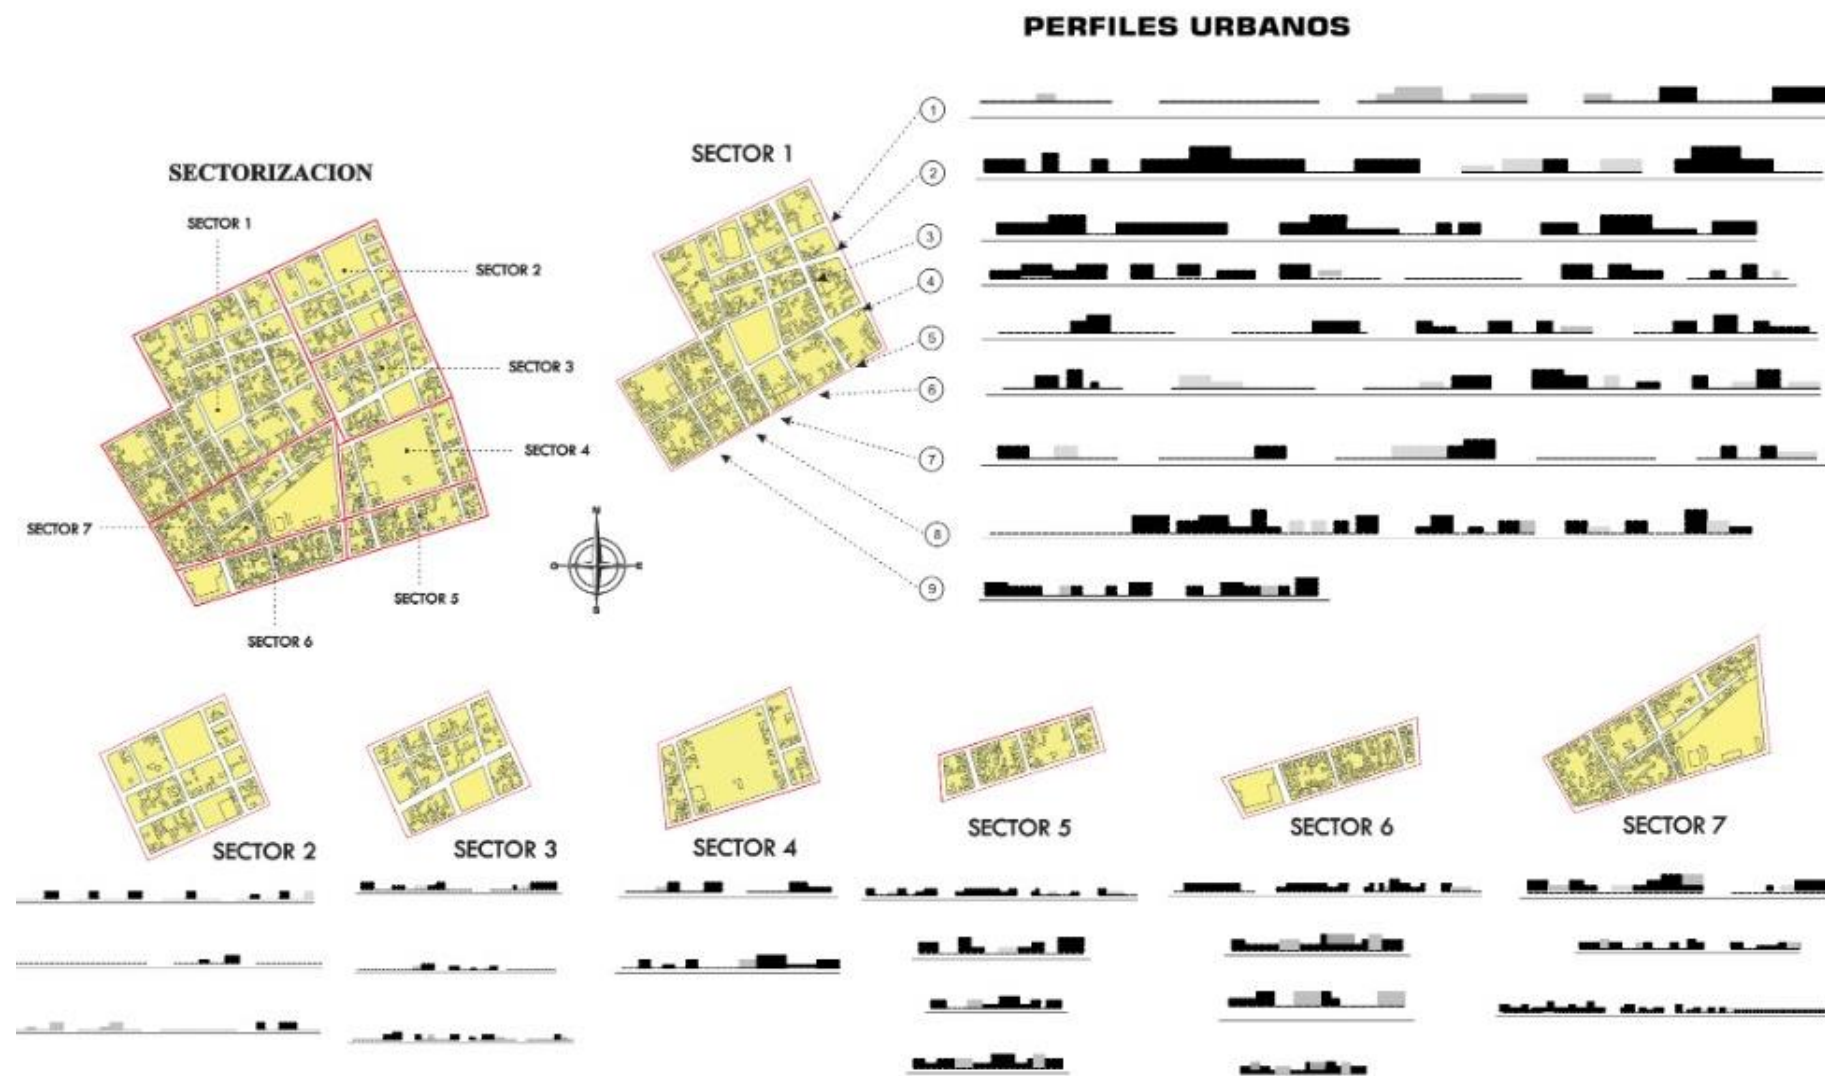 PERFILES URBANOS
SECTORIZACION
SECTOR 1
SECTOR 2
SECTOR 3
SECTOR 4
SECTOR 7
SECTOR 5
SECTOR 6
SECTOR 1
1
2
3
4
5
6
7
8
9
N
O
E
S
SECTOR 2
SECTOR 3
SECTOR 4
SECTOR 5
SECTOR 6
SECTOR 7